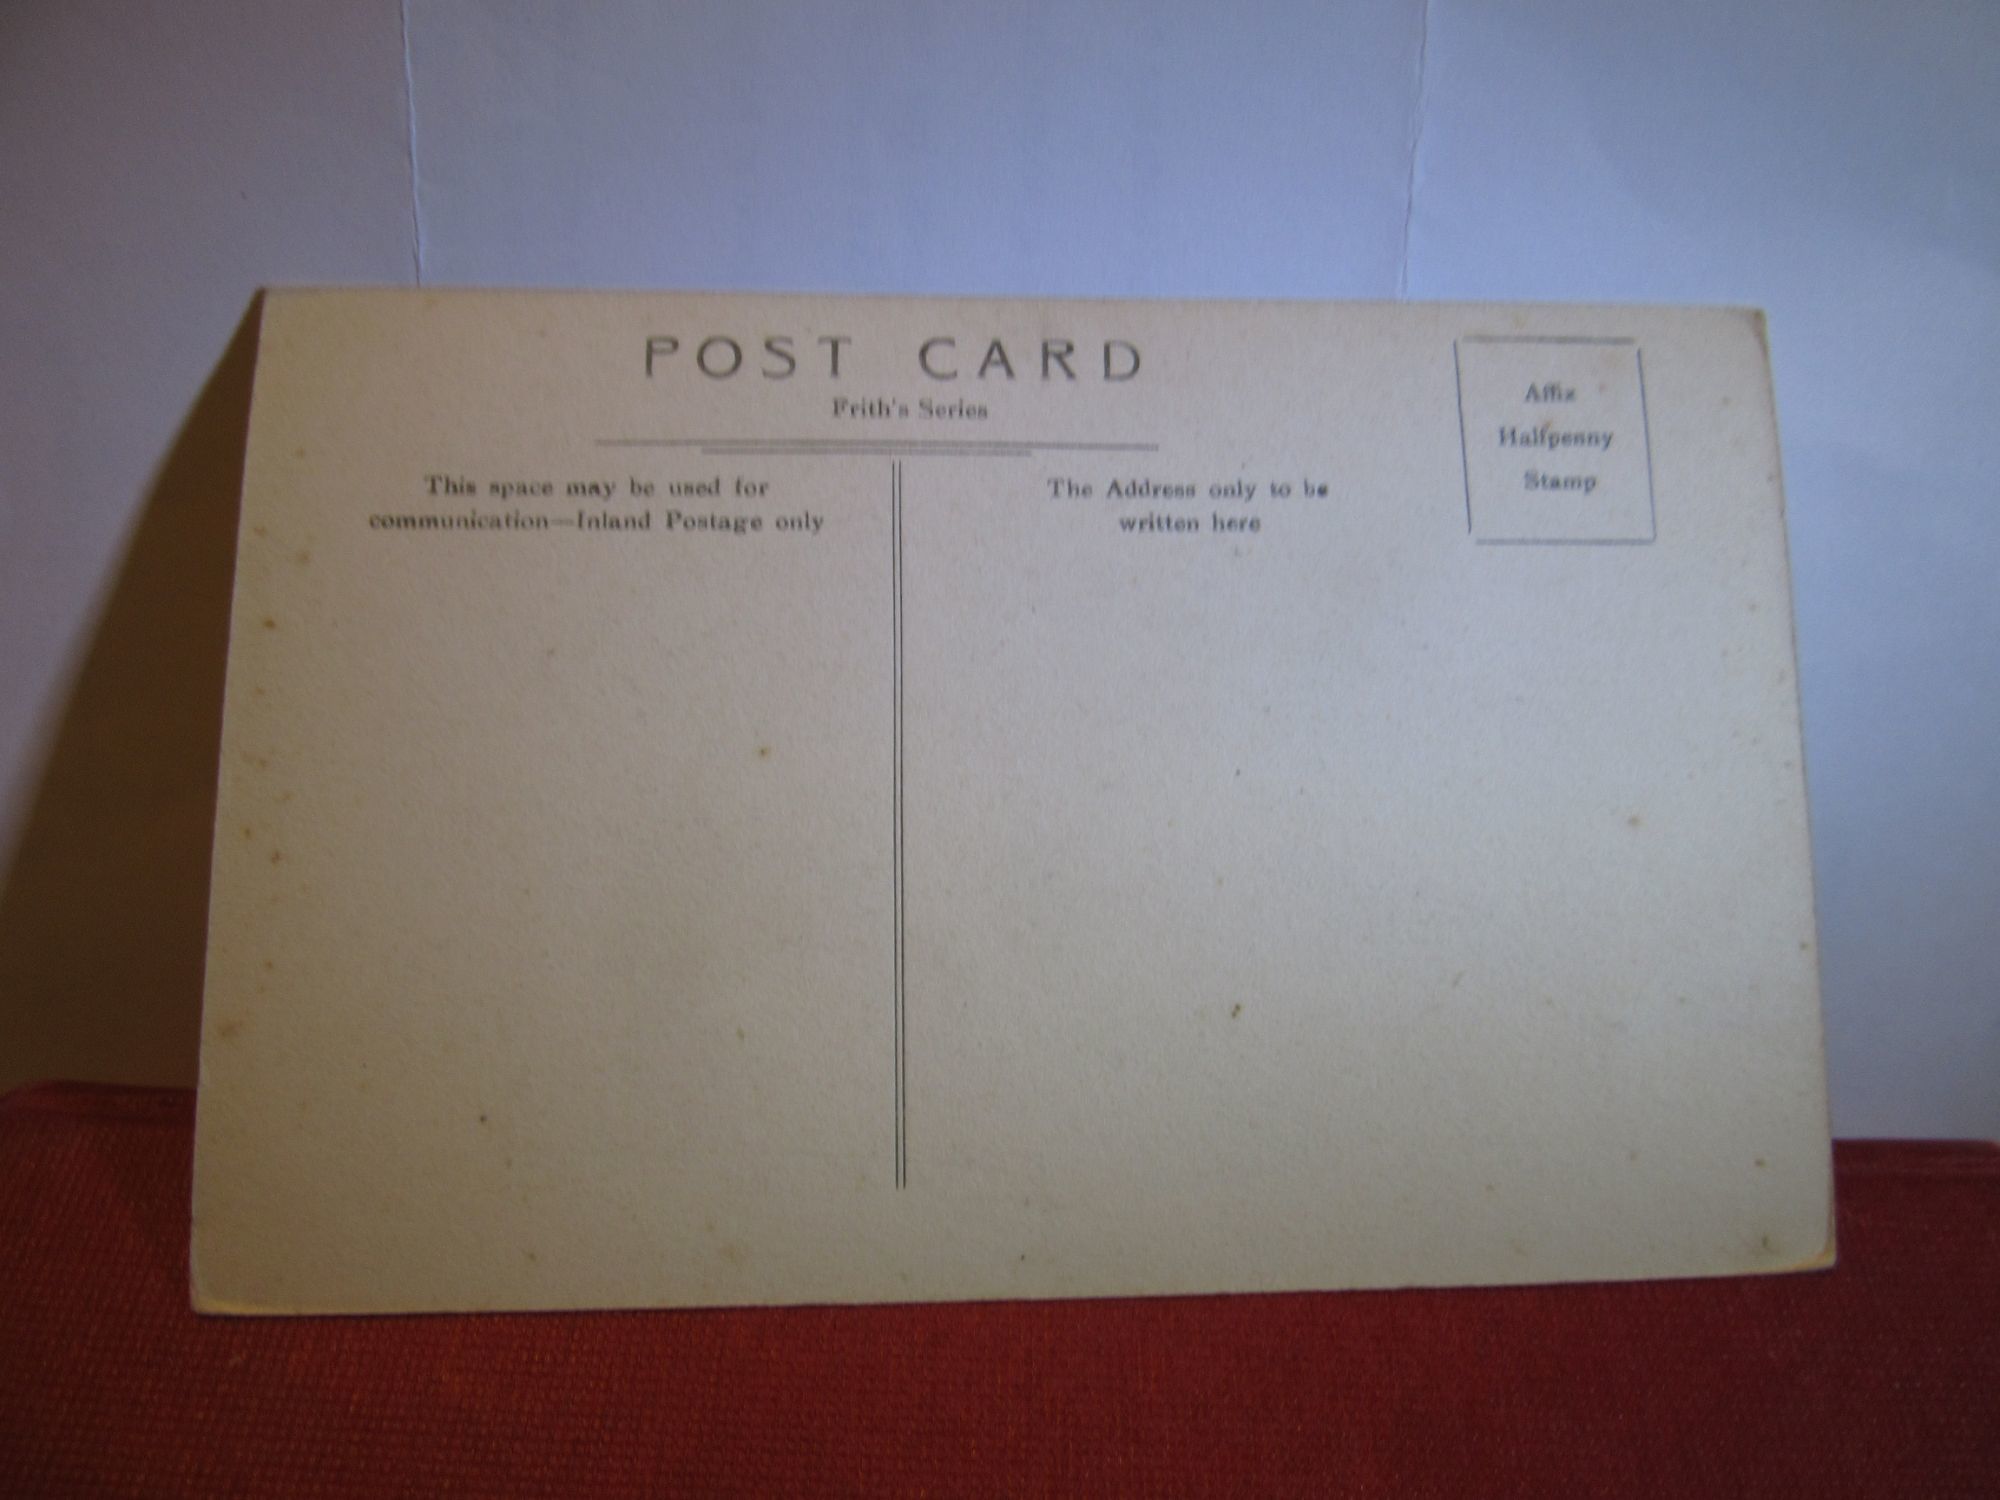 POST CARD
Frith's Series
This space may be used for
communication—Inland Postage only
The Address only to be
written here
Affix
Halfpenny
Stamp